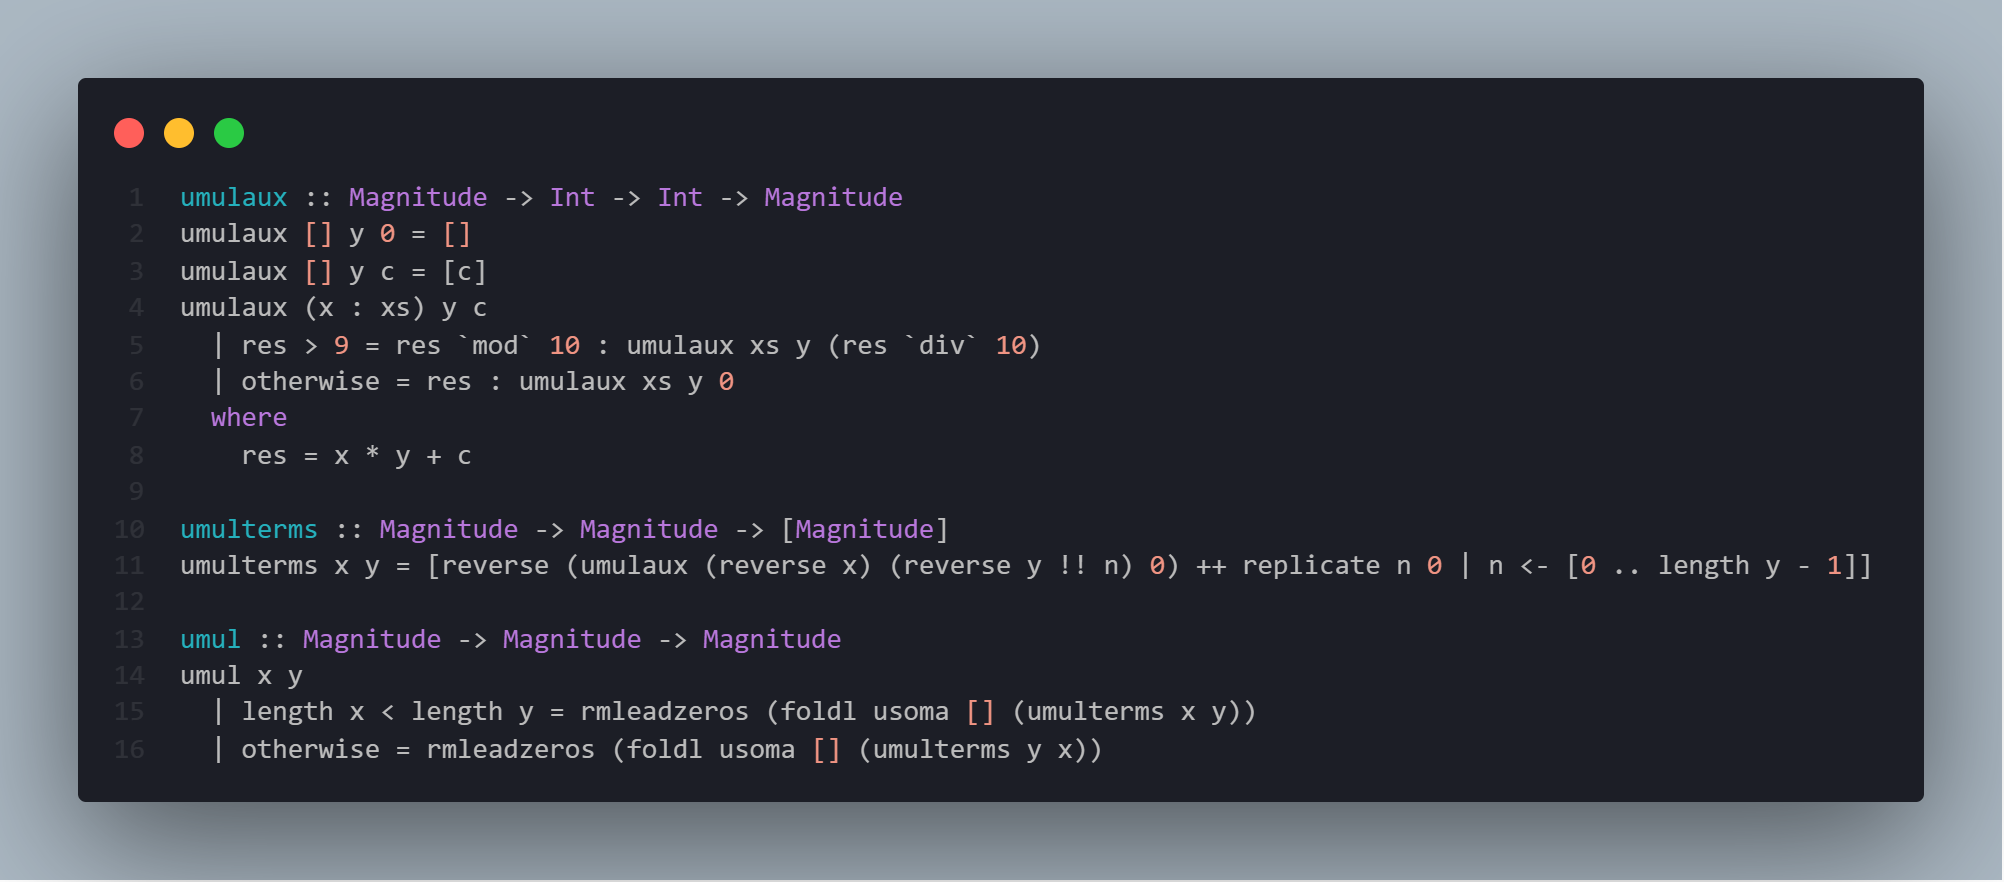 1 umulaux :: Magnitude -> Int -> Int -> Magnitude
2 umulaux [] y 0 = []
3 umulaux [] y c = [c]
4 umulaux (x : xs) y c
5   | res > 9 = res `mod` 10 : umulaux xs y (res `div` 10)
6   | otherwise = res : umulaux xs y 0
7   where
8     res = x * y + c
9
10 umulterms :: Magnitude -> Magnitude -> [Magnitude]
11 umulterms x y = [reverse (umulaux (reverse x) (reverse y !! n) 0) ++ replicate n 0 | n <- [0 .. length y - 1]]
12
13 umul :: Magnitude -> Magnitude -> Magnitude
14 umul x y
15   | length x < length y = rmleadzeros (foldl usoma [] (umulterms x y))
16   | otherwise = rmleadzeros (foldl usoma [] (umulterms y x))